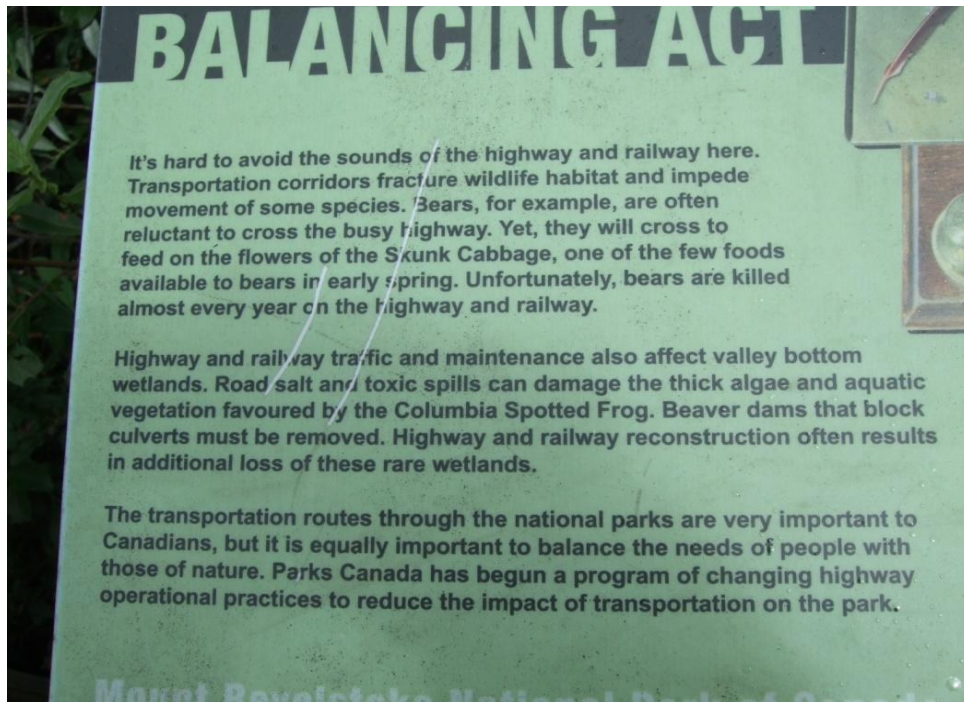 BALANCING ACT
It's hard to avoid the sounds of the highway and railway here.
Transportation corridors fracture wildlife habitat and impede
movement of some species. Bears, for example, are often
reluctant to cross the busy highway. Yet, they will cross to
feed on the flowers of the Skunk Cabbage, one of the few foods
available to bears in early spring. Unfortunately, bears are killed
almost every year on the highway and railway.
Highway and railway traffic and maintenance also affect valley bottom
wetlands. Road salt and toxic spills can damage the thick algae and aquatic
vegetation favoured by the Columbia Spotted Frog. Beaver dams that block
culverts must be removed. Highway and railway reconstruction often results
in additional loss of these rare wetlands.
The transportation routes through the national parks are very important to
Canadians, but it is equally important to balance the needs of people with
those of nature. Parks Canada has begun a program of changing highway
operational practices to reduce the impact of transportation on the park.
Mount Revelstoke National Park of Canada